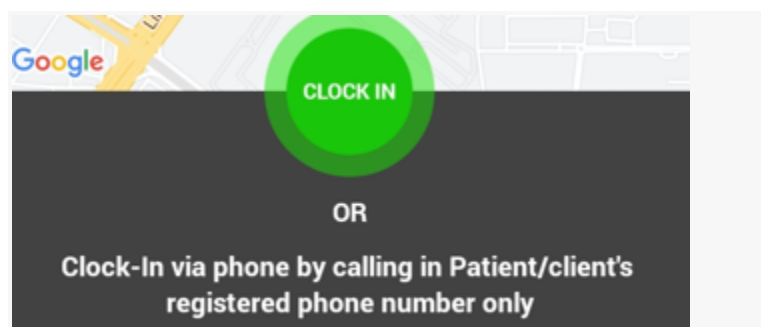 Google
CLOCK IN
OR
Clock-In via phone by calling in Patient/client's
registered phone number only